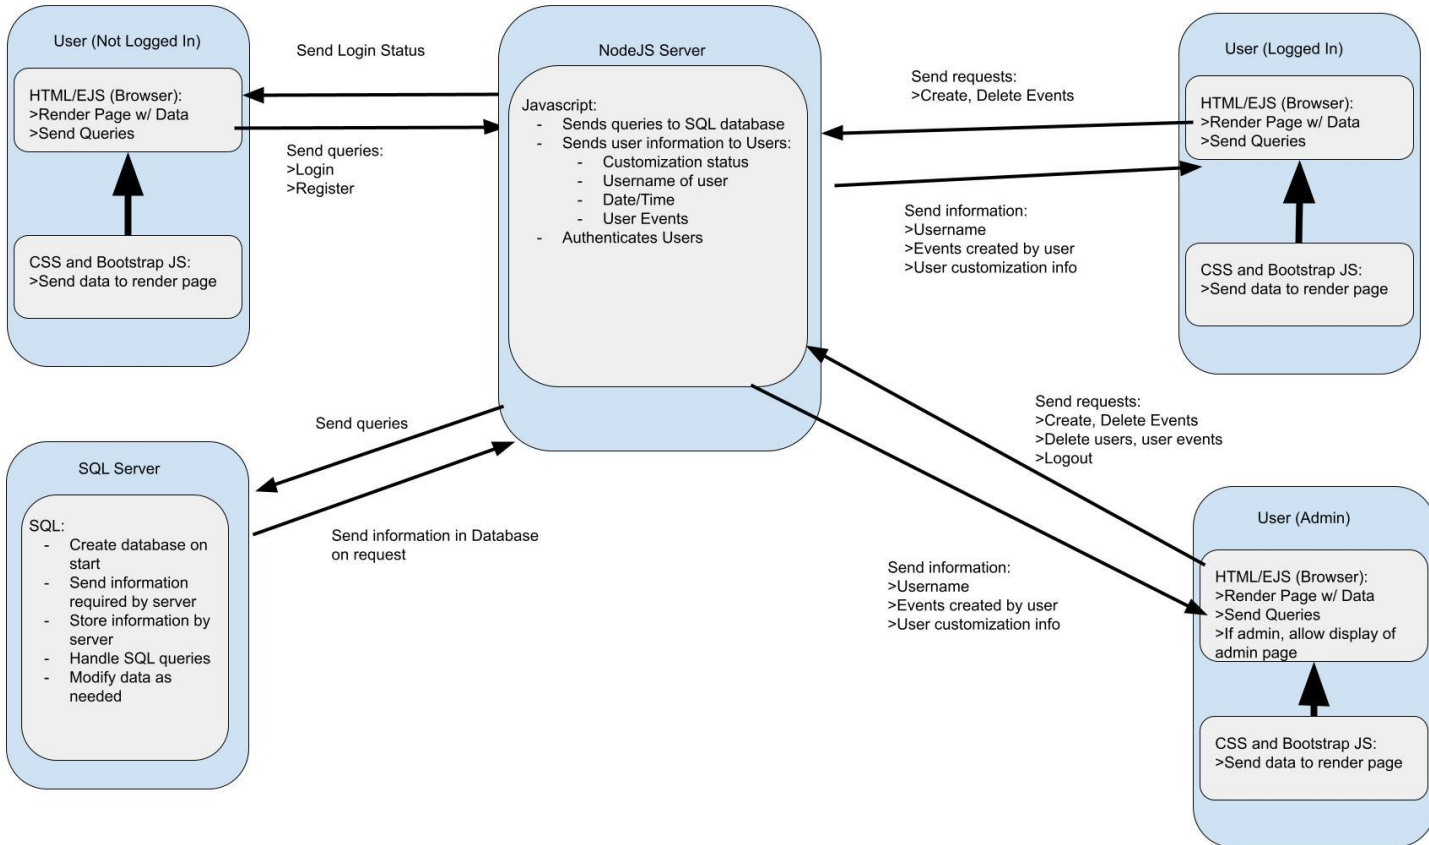 User (Not Logged In)
HTML/EJS (Browser):
>Render Page w/ Data
>Send Queries
CSS and Bootstrap JS:
>Send data to render page
Send Login Status
Send queries:
>Login
>Register
NodeJS Server
Javascript:
- Sends queries to SQL database
- Sends user information to Users:
- Customization status
- Username of user
- Date/Time
- User Events
- Authenticates Users
Send requests:
>Create, Delete Events
Send information:
>Username
>Events created by user
>User customization info
User (Logged In)
HTML/EJS (Browser):
>Render Page w/ Data
>Send Queries
CSS and Bootstrap JS:
>Send data to render page
Send queries
Send information in Database
on request
SQL Server
SQL:
- Create database on
start
- Send information
required by server
- Store information by
server
- Handle SQL queries
- Modify data as
needed
Send requests:
>Create, Delete Events
>Delete users, user events
>Logout
Send information:
>Username
>Events created by user
>User customization info
User (Admin)
HTML/EJS (Browser):
>Render Page w/ Data
>Send Queries
>If admin, allow display of
admin page
CSS and Bootstrap JS:
>Send data to render page